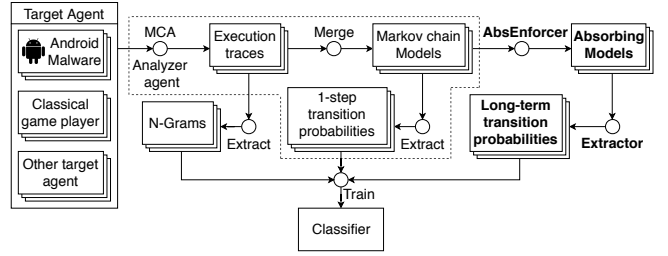 Target Agent
Android
Malware
Classical
game player
Other target
agent
MCA
Analyzer
agent
Execution
traces
Merge
Markov chain
Models
AbsEnforcer
Absorbing
Models
N-Grams
Extract
1-step
transition
probabilities
Extract
Long-term
transition
probabilities
Extractor
Train
Classifier